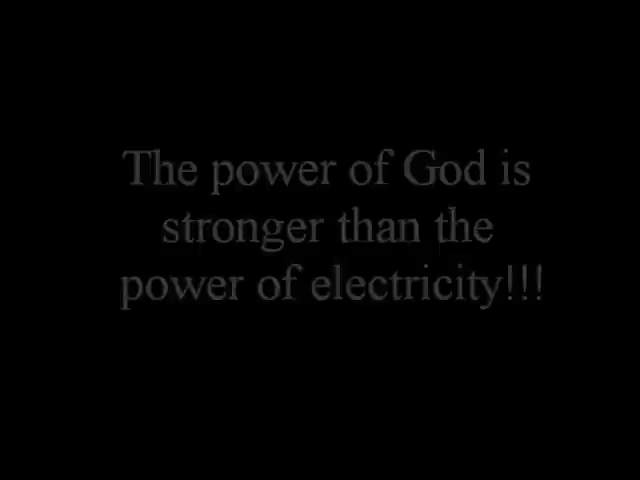 The power of God is
stronger than the
power of electricity!!!